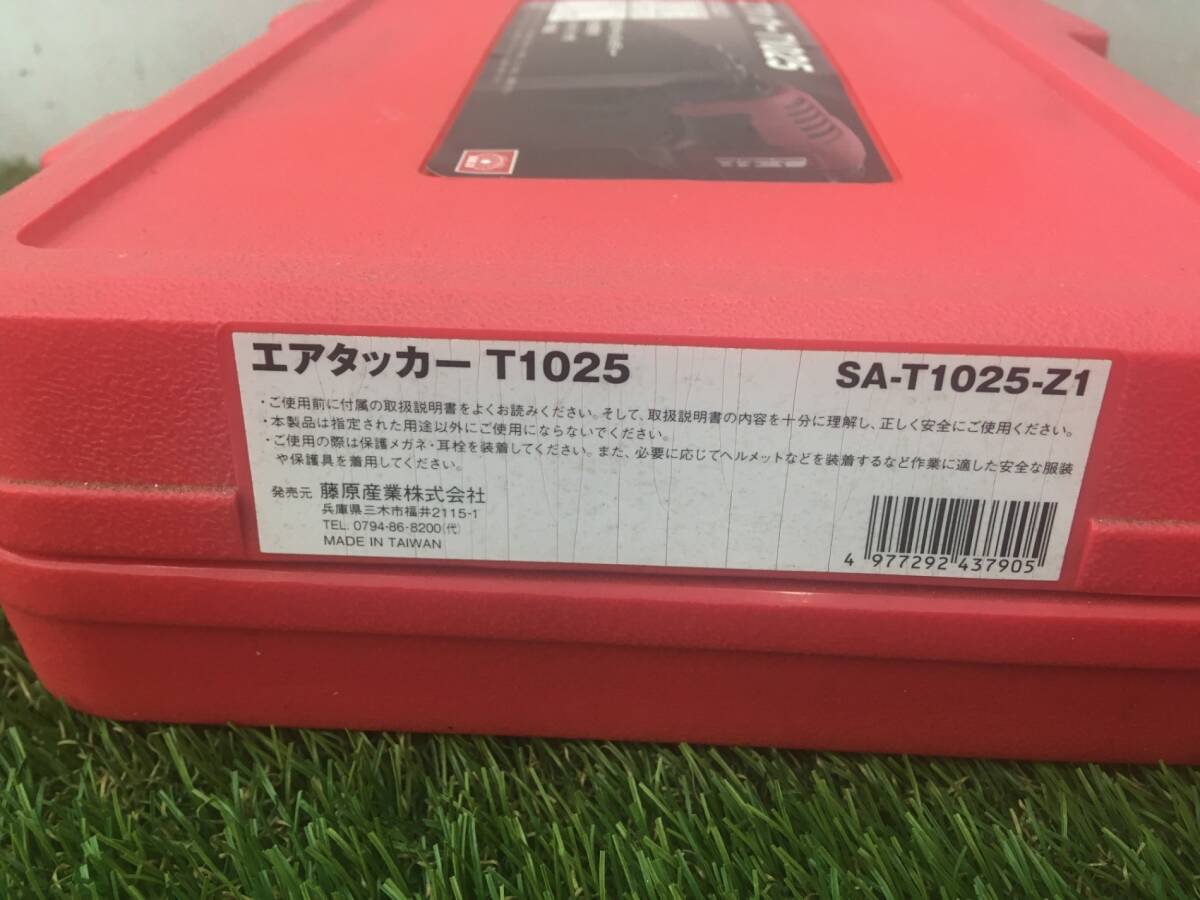 エアタッカー T1025
SA-T1025-Z1
・ご使用前に付属の取扱説明書をよくお読みください。そして、取扱説明書の内容を十分に理解し、正しく安全にご使用ください。
・本製品は指定された用途以外にご使用にならないでください。
・ご使用の際は保護メガネ・耳栓を装着してください。また、必要に応じてヘルメットなどを装着するなど作業に適した安全な服装
や保護具を着用してください。
発売元 藤原産業株式会社
兵庫県三木市福井2115-1
TEL. 0794-86-8200(代)
MADE IN TAIWAN
4 977292 437905